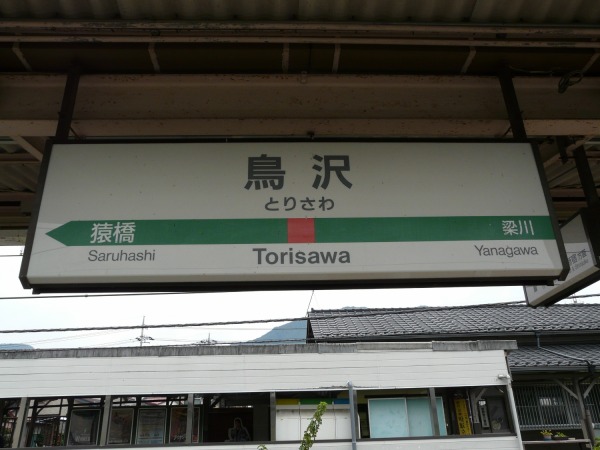 鳥沢
とりさわ
猿橋
Saruhashi
Torisawa
梁川
Yanagawa